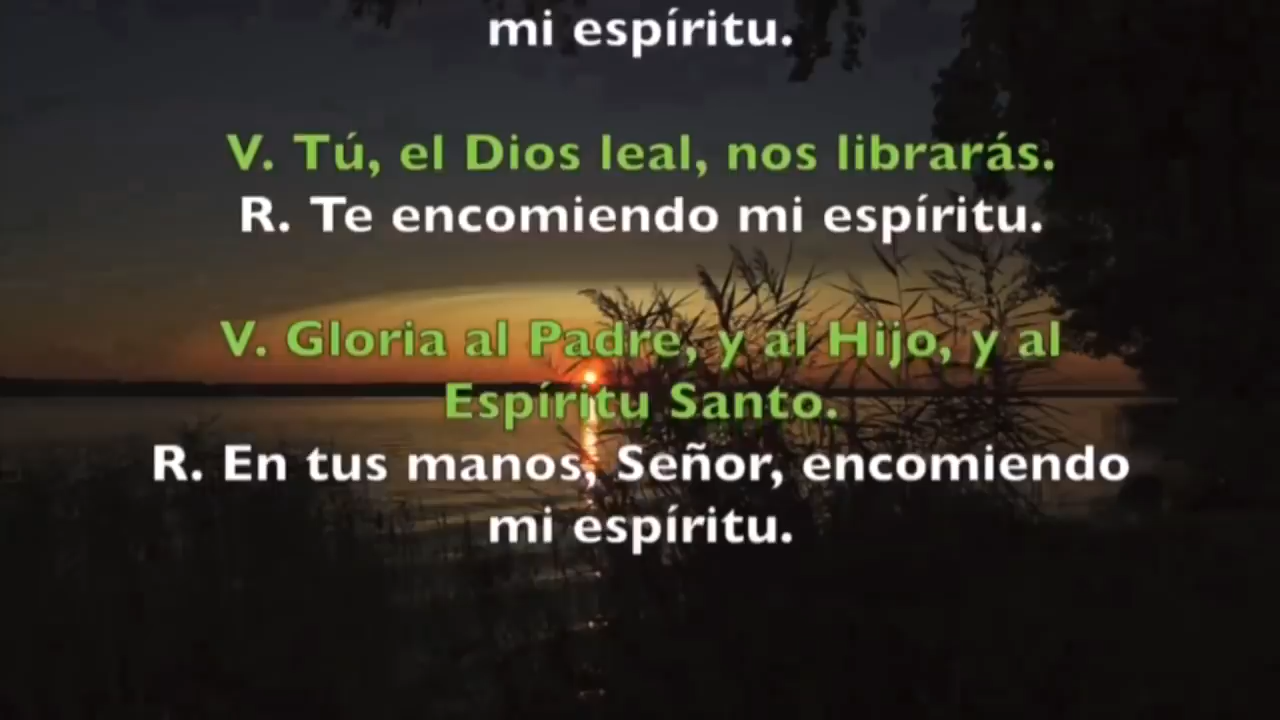 mi espíritu.
V. Tú, el Dios leal, nos librarás.
R. Te encomiendo mi espíritu.
V. Gloria al Padre, y al Hijo, y al
Espíritu Santo.
R. En tus manos, Señor, encomiendo
mi espíritu.